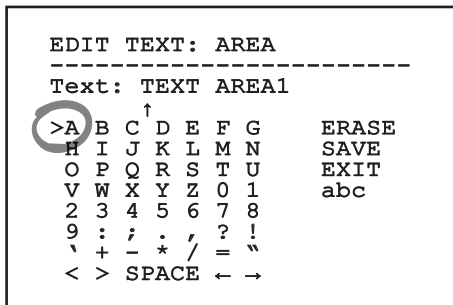 EDIT TEXT: AREA
------------------------
Text: TEXT AREA1
↑
>A B C D E F G ERASE
H I J K L M N SAVE
O P Q R S T U EXIT
V W X Y Z 0 1 abc
2 3 4 5 6 7 8
9 : ; . , ? !
‘ + - * / = “
< > SPACE ← →